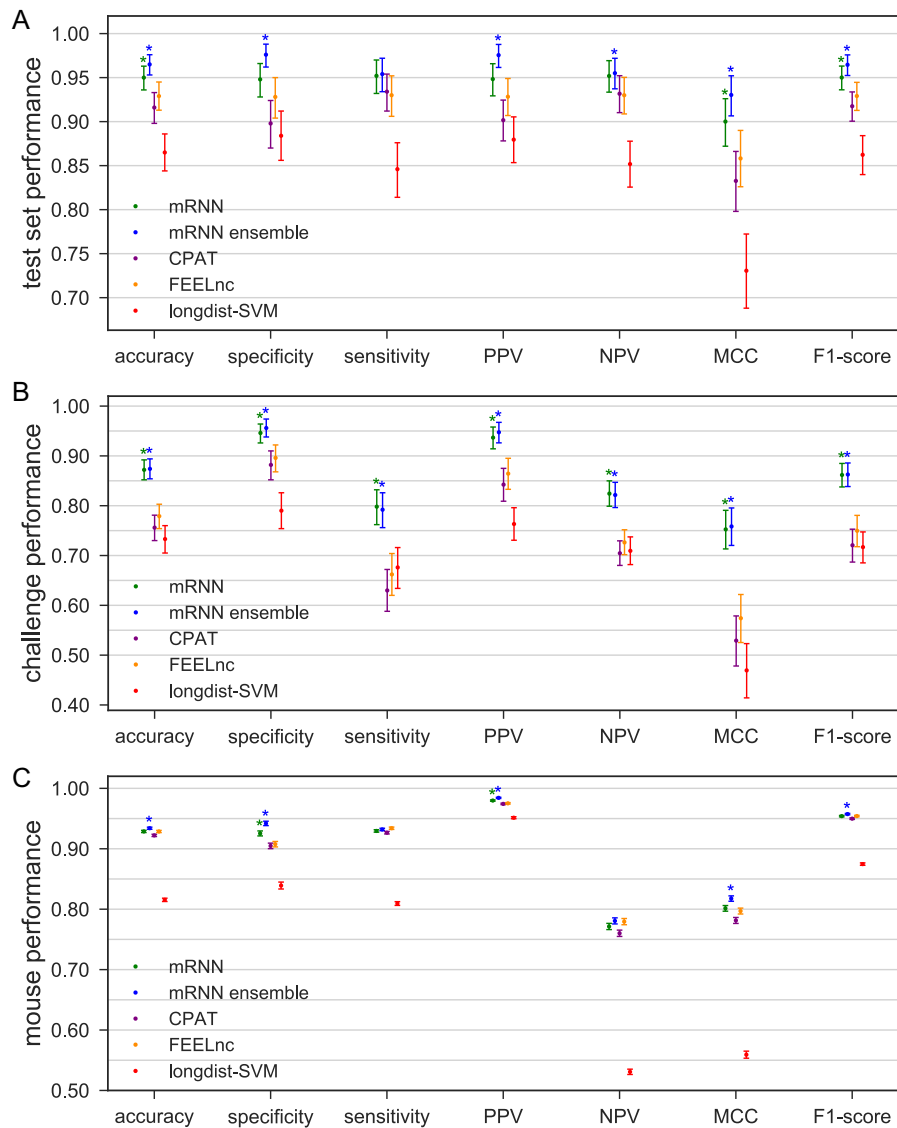 A
test set performance
1.00
0.95
0.90
0.85
0.80
0.75
0.70
* * * * * * * * * *
mRNN
mRNN ensemble
CPAT
FEELnc
longdist-SVM
accuracy specificity sensitivity PPV NPV MCC F1-score
B
challenge performance
1.00
0.90
0.80
0.70
0.60
0.50
0.40
* * * * * * * * * * * * * *
mRNN
mRNN ensemble
CPAT
FEELnc
longdist-SVM
accuracy specificity sensitivity PPV NPV MCC F1-score
C
mouse performance
1.00
0.90
0.80
0.70
0.60
0.50
* * * * * * *
mRNN
mRNN ensemble
CPAT
FEELnc
longdist-SVM
accuracy specificity sensitivity PPV NPV MCC F1-score